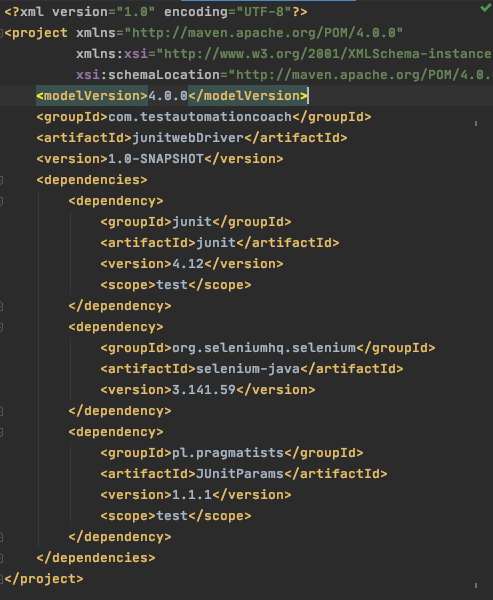 <?xml version="1.0" encoding="UTF-8"?>
<project xmlns="http://maven.apache.org/POM/4.0.0"
xmlns:xsi="http://www.w3.org/2001/XMLSchema-instance
xsi:schemaLocation="http://maven.apache.org/POM/4.0.
<modelVersion>4.0.0</modelVersion>
<groupId>com.testautomationcoach</groupId>
<artifactId>junitwebDriver</artifactId>
<version>1.0-SNAPSHOT</version>
<dependencies>
<dependency>
<groupId>junit</groupId>
<artifactId>junit</artifactId>
<version>4.12</version>
<scope>test</scope>
</dependency>
<dependency>
<groupId>org.seleniumhq.selenium</groupId>
<artifactId>selenium-java</artifactId>
<version>3.141.59</version>
</dependency>
<dependency>
<groupId>pl.pragmatists</groupId>
<artifactId>JUnitParams</artifactId>
<version>1.1.1</version>
<scope>test</scope>
</dependency>
</dependencies>
</project>